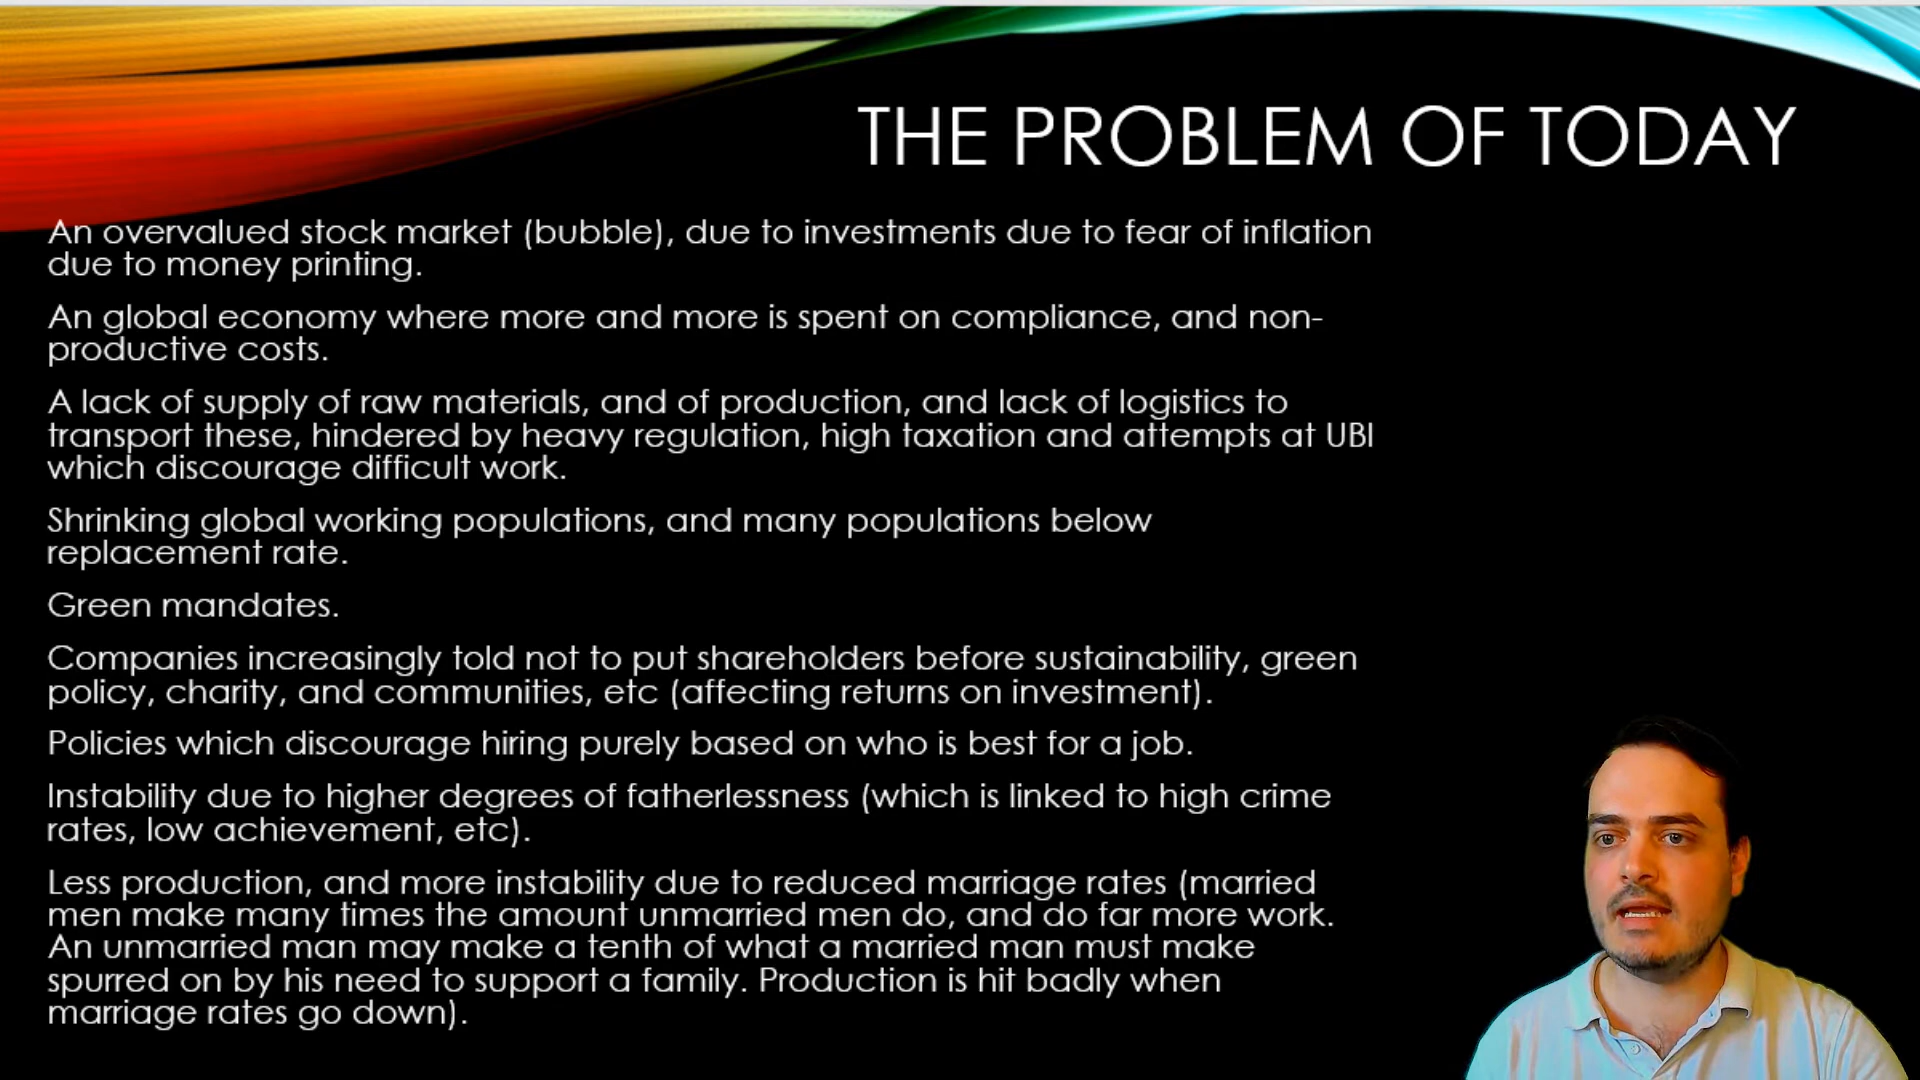 THE PROBLEM OF TODAY
An overvalued stock market (bubble), due to investments due to fear of inflation
due to money printing.
An global economy where more and more is spent on compliance, and non-
productive costs.
A lack of supply of raw materials, and of production, and lack of logistics to
transport these, hindered by heavy regulation, high taxation and attempts at UBI
which discourage difficult work.
Shrinking global working populations, and many populations below
replacement rate.
Green mandates.
Companies increasingly told not to put shareholders before sustainability, green
policy, charity, and communities, etc (affecting returns on investment).
Policies which discourage hiring purely based on who is best for a job.
Instability due to higher degrees of fatherlessness (which is linked to high crime
rates, low achievement, etc).
Less production, and more instability due to reduced marriage rates (married
men make many times the amount unmarried men do, and do far more work.
An unmarried man may make a tenth of what a married man must make
spurred on by his need to support a family. Production is hit badly when
marriage rates go down).